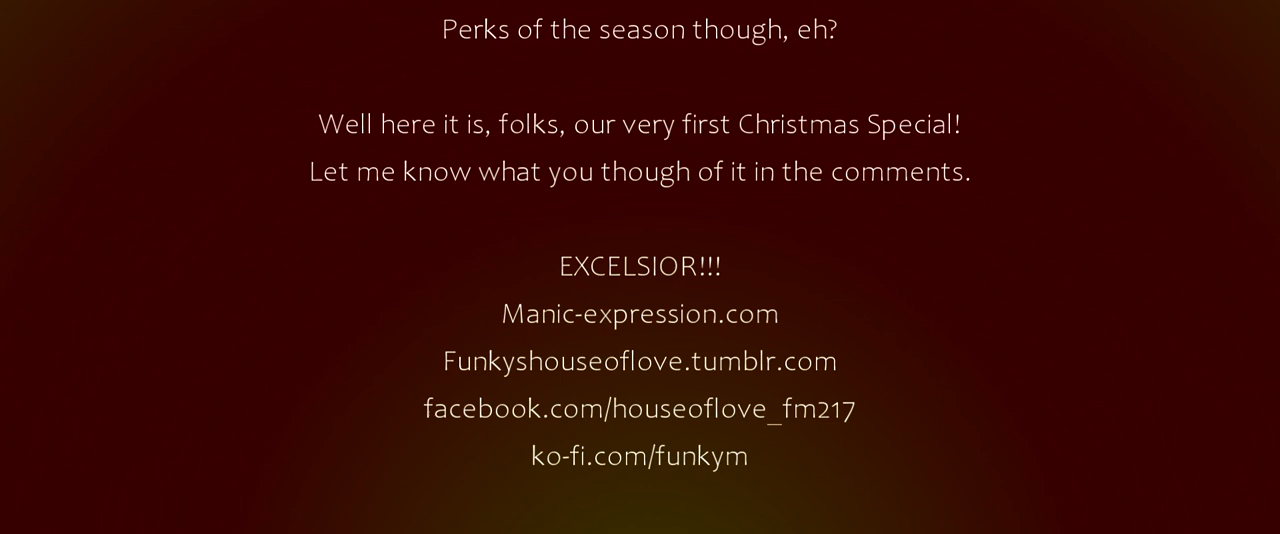 Perks of the season though, eh?
Well here it is, folks, our very first Christmas Special!
Let me know what you though of it in the comments.
EXCELSIOR!!!
Manic-expression.com
Funkyshouseoflove.tumblr.com
facebook.com/houseoflove_fm217
ko-fi.com/funkym